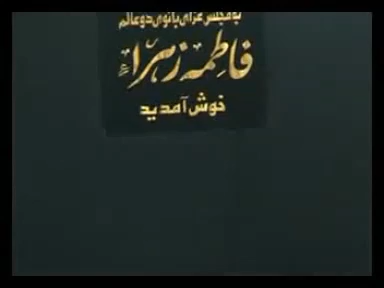 به مجلس عزای بانوی دو عالم
فاطمه زهراء
خوش آمدید